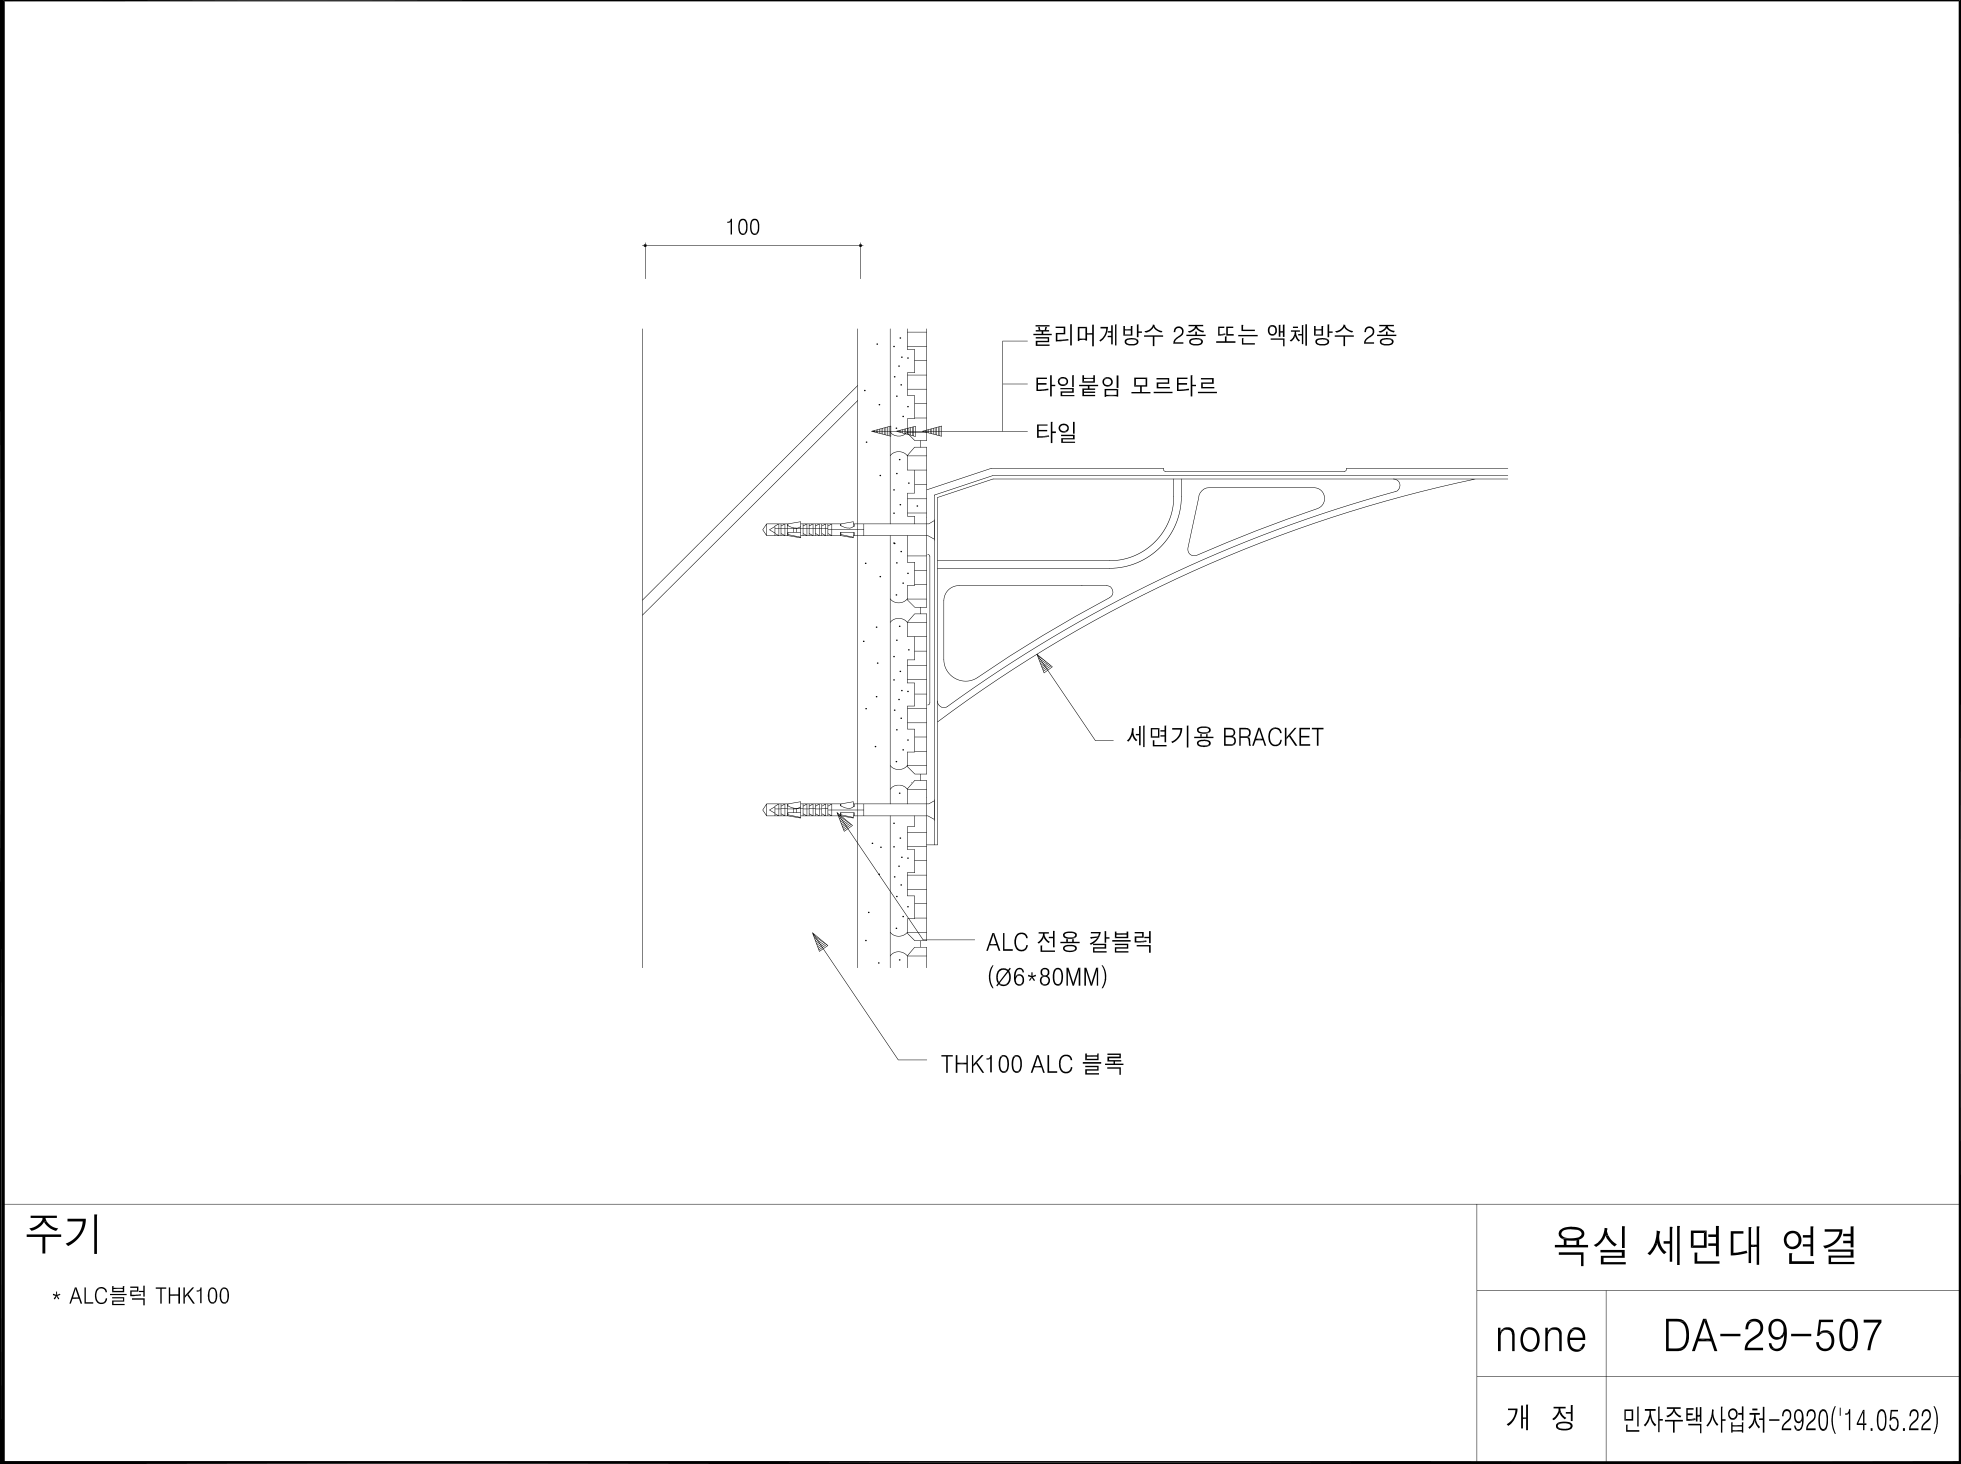 100
폴리머계방수 2종 또는 액체방수 2종
타일붙임 모르타르
타일
세면기용 BRACKET
ALC 전용 칼블럭
(Ø6*80MM)
THK100 ALC 블록
주기
* ALC블럭 THK100
욕실 세면대 연결
none
DA-29-507
개 정
민자주택사업처-2920('14.05.22)